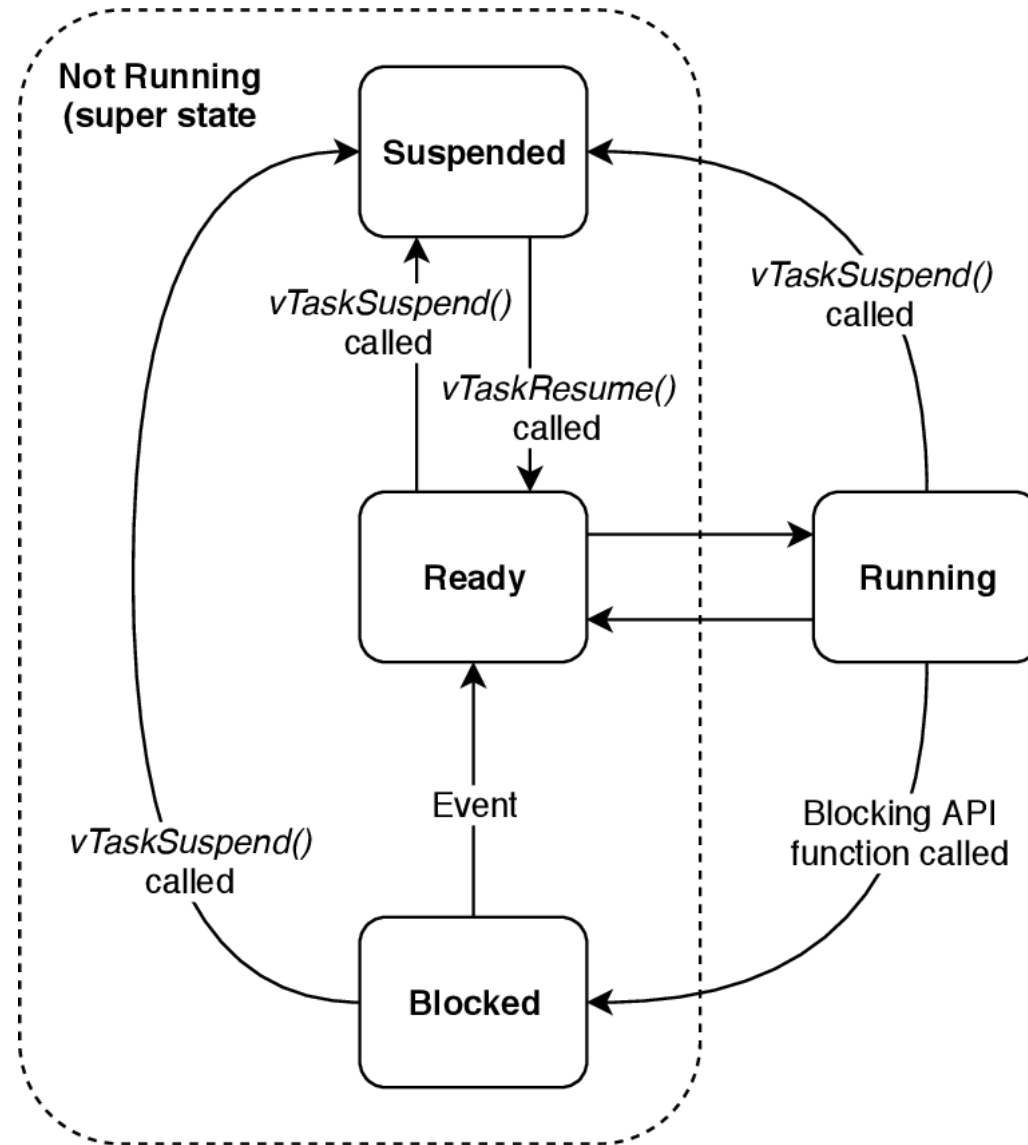 Not Running
(super state
Suspended
vTaskSuspend()
called
vTaskSuspend()
called
vTaskResume()
called
Ready
Running
Event
Blocking API
function called
vTaskSuspend()
called
Blocked